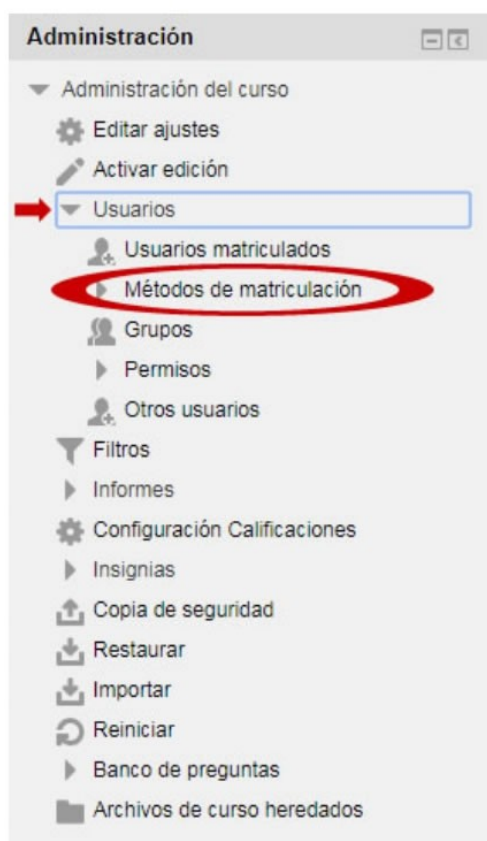 Administración
Administración del curso
Editar ajustes
Activar edición
Usuarios
Usuarios matriculados
Métodos de matriculación
Grupos
Permisos
Otros usuarios
Filtros
Informes
Configuración Calificaciones
Insignias
Copia de seguridad
Restaurar
Importar
Reiniciar
Banco de preguntas
Archivos de curso heredados